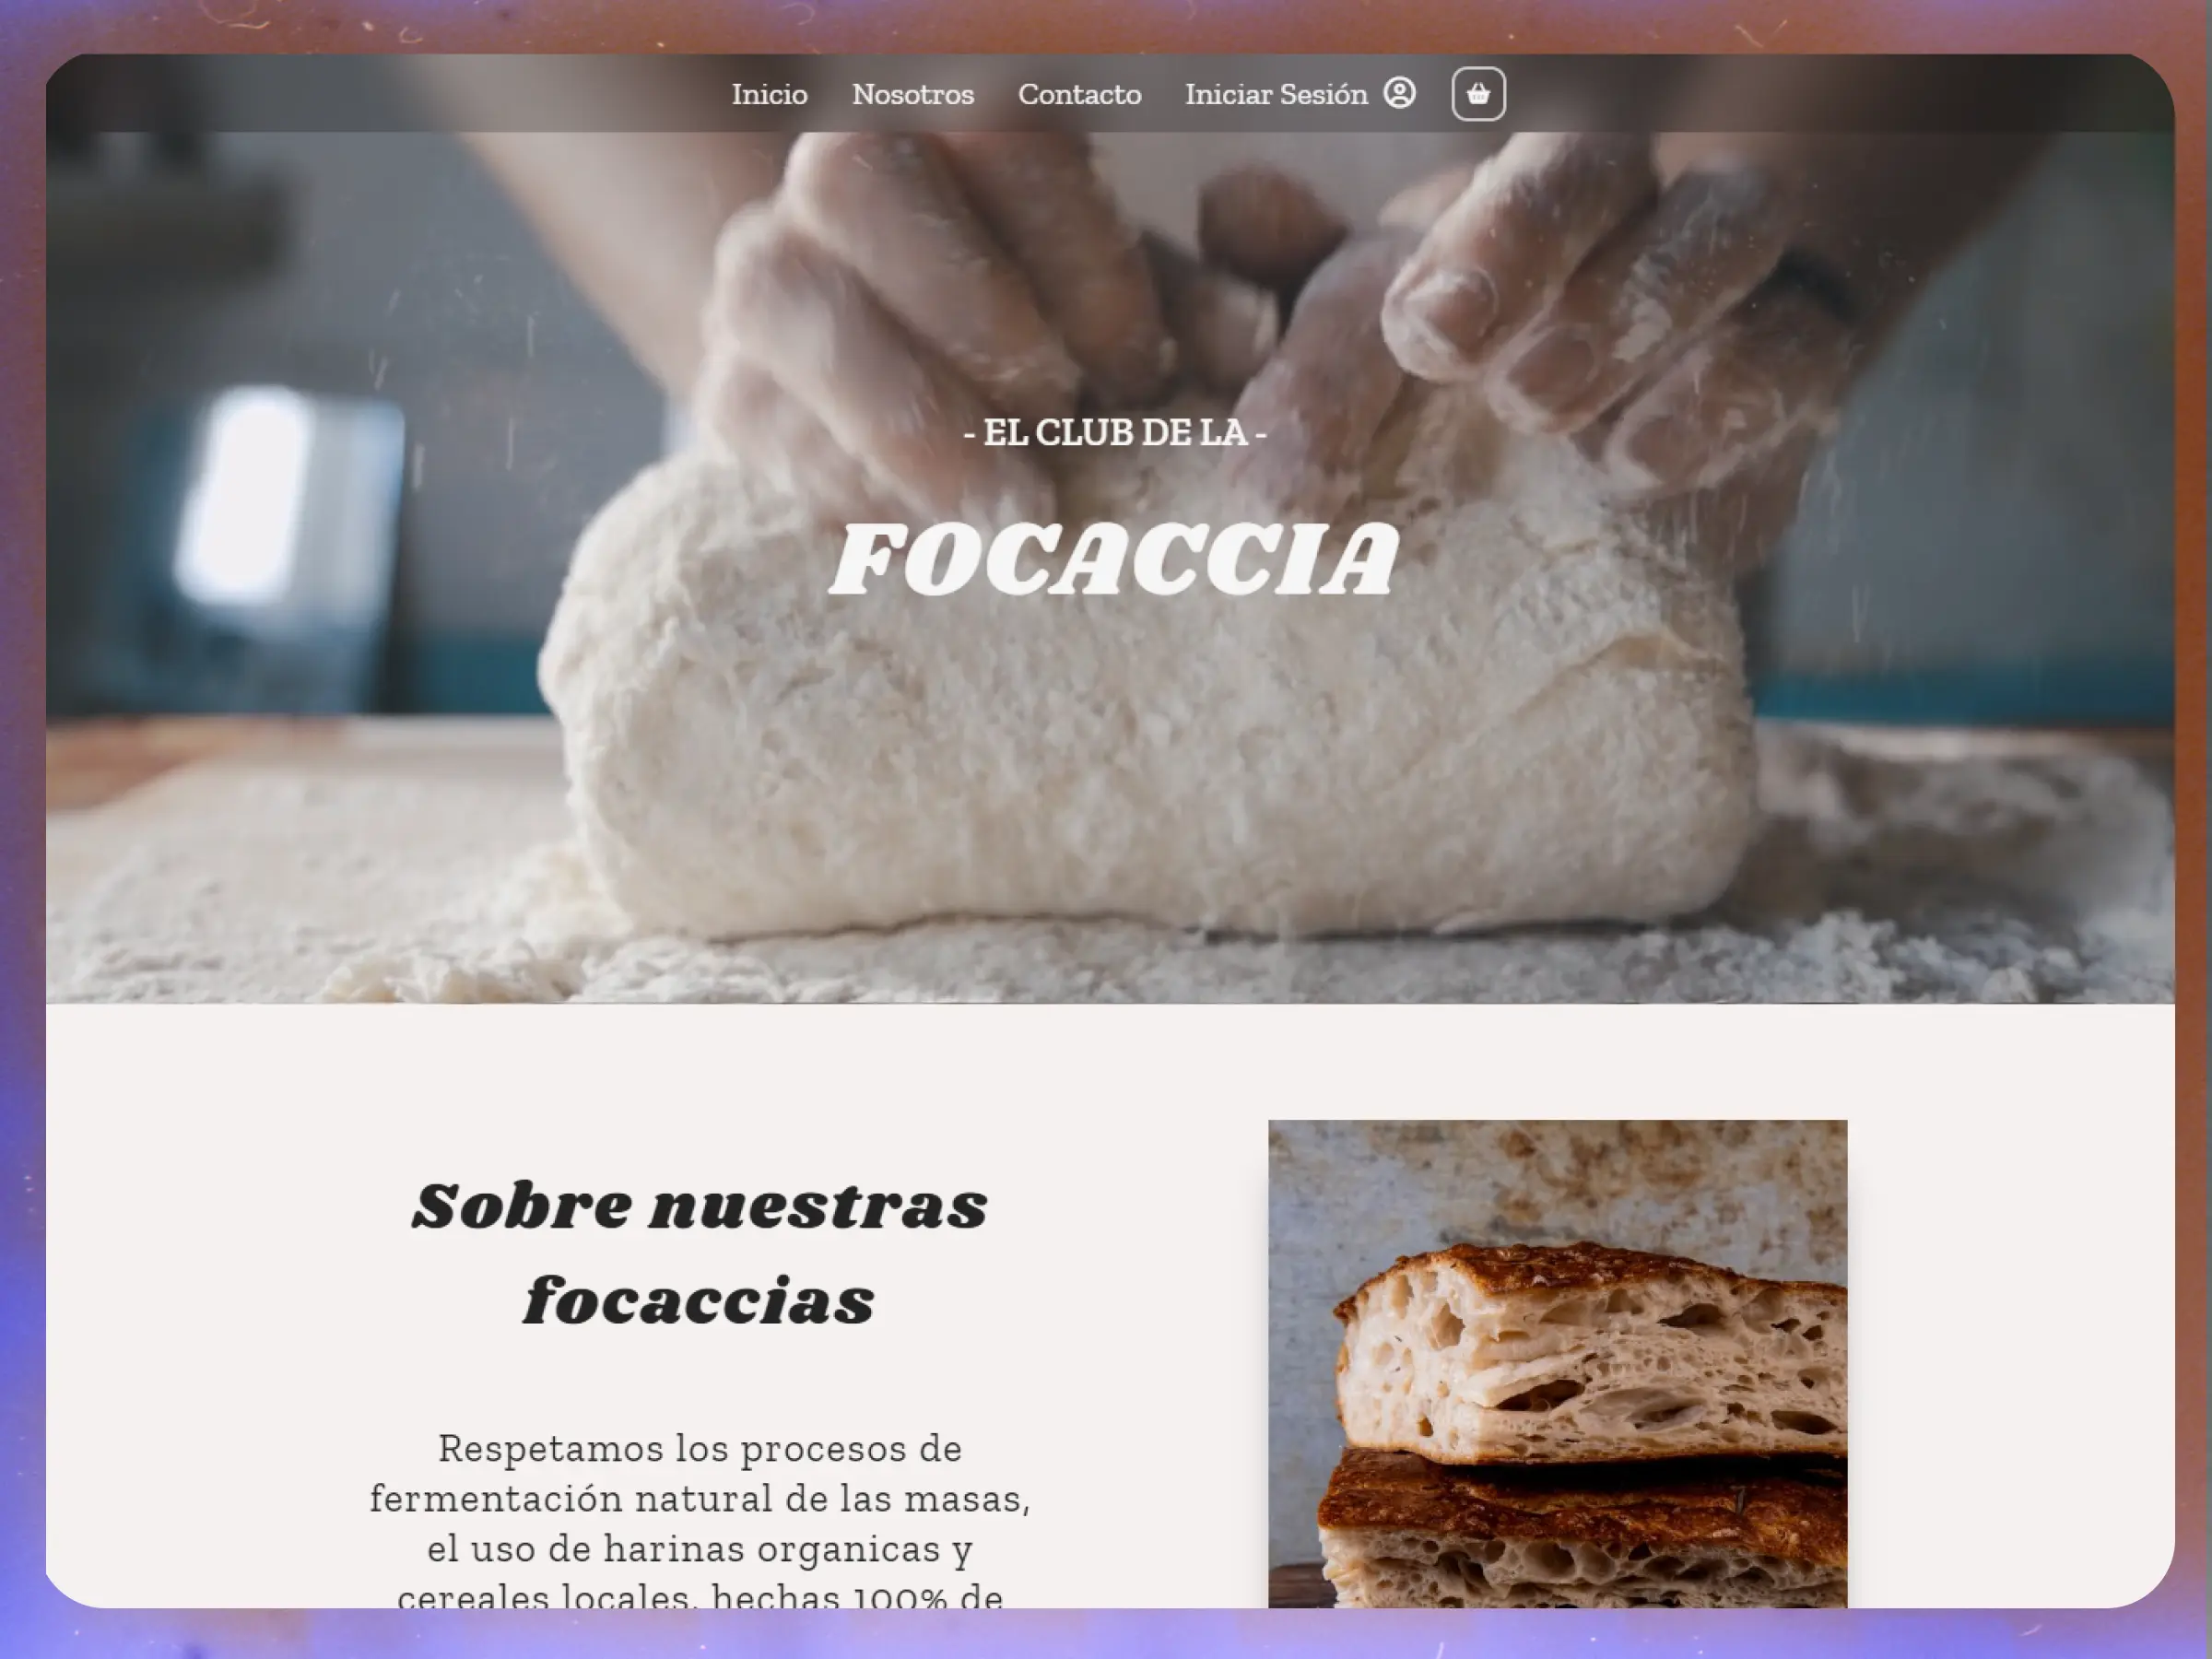 Inicio Nosotros Contacto Iniciar Sesión
- EL CLUB DE LA -
FOCACCIA
Sobre nuestras
focaccias
Respetamos los procesos de
fermentación natural de las masas,
el uso de harinas organicas y
cereales locales, hechas 100% de